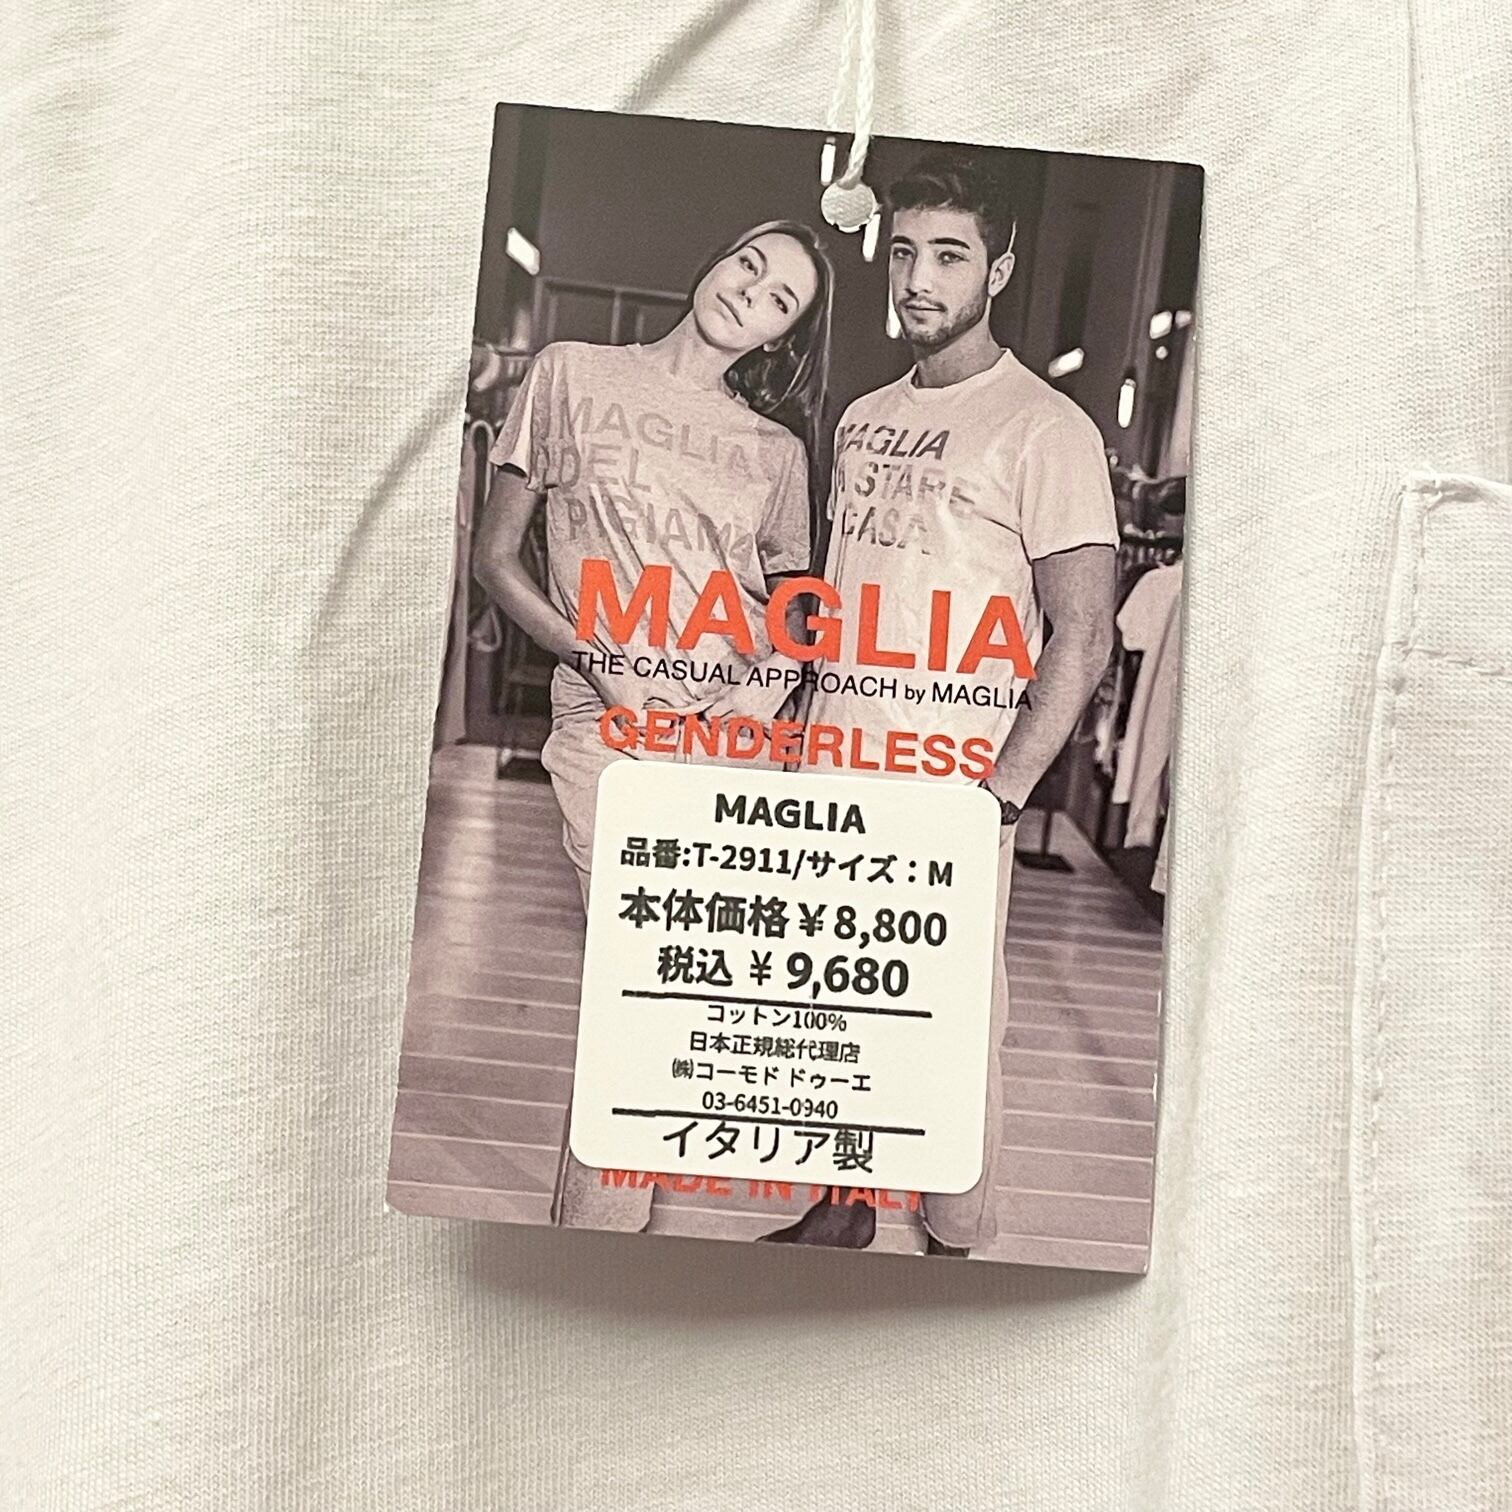 MAGLIA
DEL
PIGIAMA
MAGLIA
STARE
CASA
MAGLIA
THE CASUAL APPROACH by MAGLIA
GENDERLESS
MAGLIA
品番:T-2911/サイズ：M
本体価格¥8,800
税込 ¥ 9,680
コットン100%
日本正規総代理店
㈱コーモド ドゥーエ
03-6451-0940
イタリア製
MADE IN ITALY